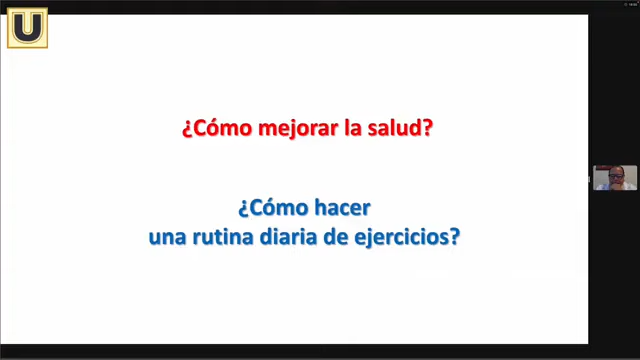 U
¿Cómo mejorar la salud?
¿Cómo hacer
una rutina diaria de ejercicios?